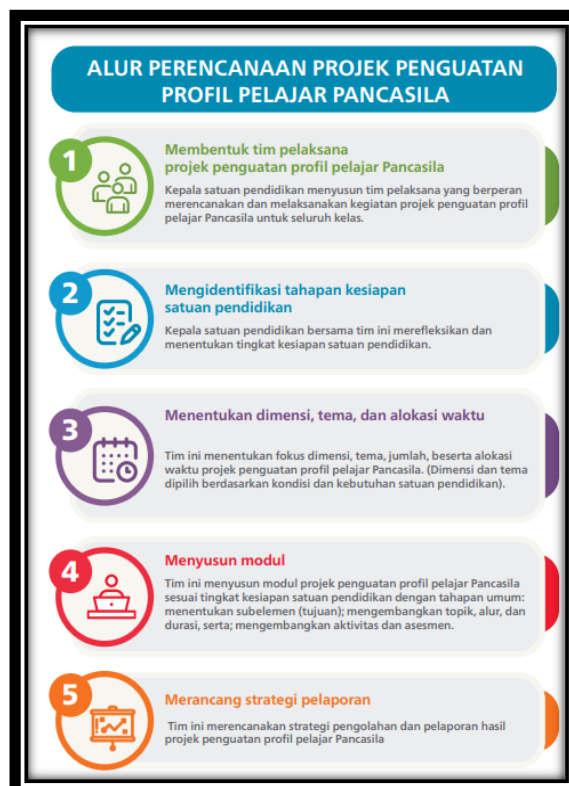 ALUR PERENCANAAN PROJEK PENGUATAN
PROFIL PELAJAR PANCASILA
1
Membentuk tim pelaksana
projek penguatan profil pelajar Pancasila
Kepala satuan pendidikan menyusun tim pelaksana yang berperan
merencanakan dan melaksanakan kegiatan projek penguatan profil
pelajar Pancasila untuk seluruh kelas.
2
Mengidentifikasi tahapan kesiapan
satuan pendidikan
Kepala satuan pendidikan bersama tim ini merefleksikan dan
menentukan tingkat kesiapan satuan pendidikan.
3
Menentukan dimensi, tema, dan alokasi waktu
Tim ini menentukan fokus dimensi, tema, jumlah, beserta alokasi
waktu projek penguatan profil pelajar Pancasila. (Dimensi dan tema
dipilih berdasarkan kondisi dan kebutuhan satuan pendidikan).
4
Menyusun modul
Tim ini menyusun modul projek penguatan profil pelajar Pancasila
sesuai tingkat kesiapan satuan pendidikan dengan tahapan umum:
menentukan subelemen (tujuan); mengembangkan topik, alur, dan
durasi, serta; mengembangkan aktivitas dan asesmen.
5
Merancang strategi pelaporan
Tim ini merencanakan strategi pengolahan dan pelaporan hasil
projek penguatan profil pelajar Pancasila